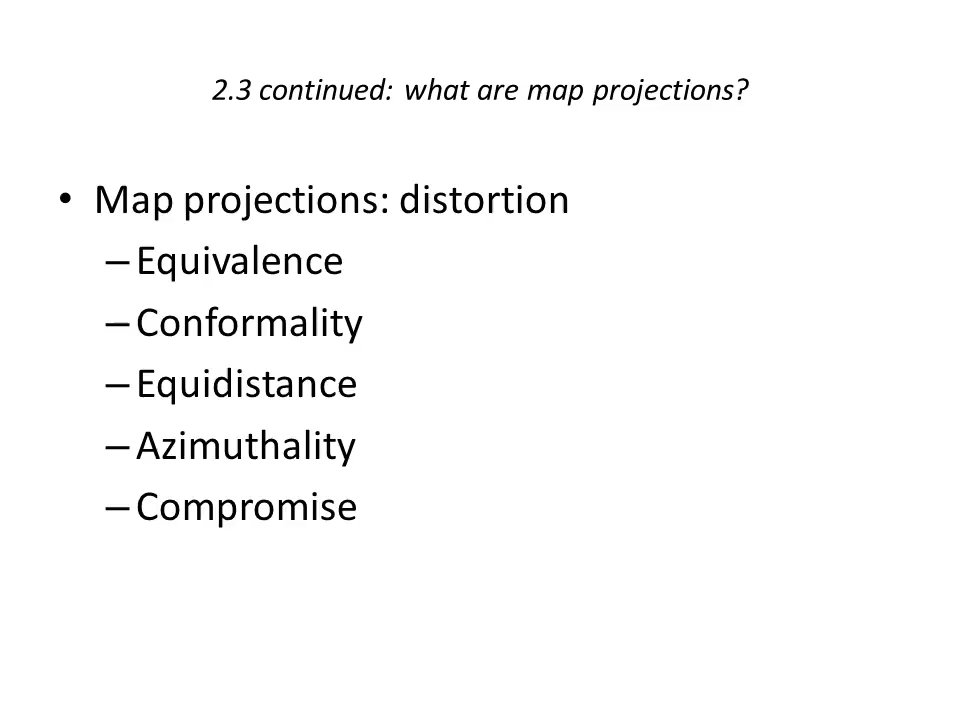 2.3 continued: what are map projections?
• Map projections: distortion
– Equivalence
– Conformality
– Equidistance
– Azimuthality
– Compromise